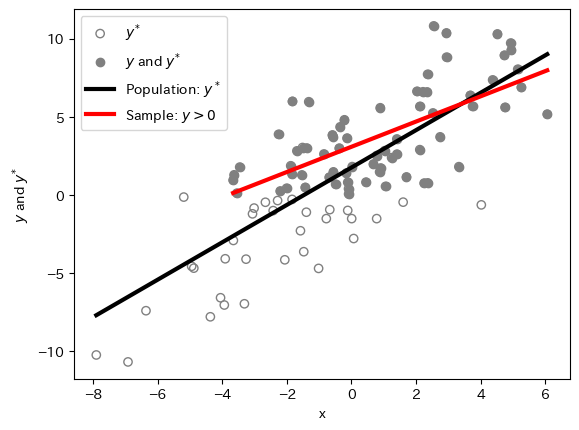 y*
y and y*
Population: y*
Sample: y > 0
y and y*
10
5
0
−5
−10
−8
−6
−4
−2
0
2
4
6
x